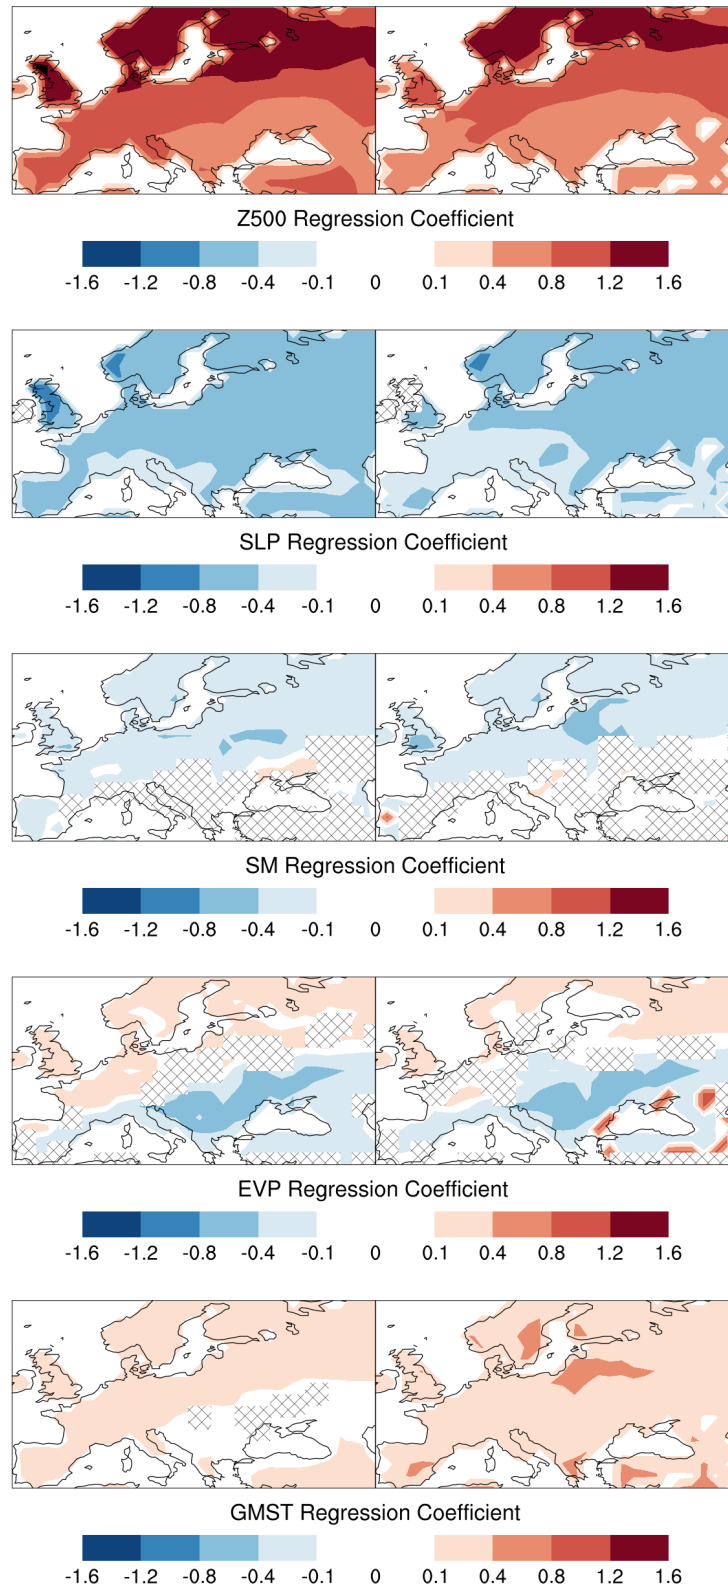 Z500 Regression Coefficient
-1.6 -1.2 -0.8 -0.4 -0.1 0 0.1 0.4 0.8 1.2 1.6
SLP Regression Coefficient
-1.6 -1.2 -0.8 -0.4 -0.1 0 0.1 0.4 0.8 1.2 1.6
SM Regression Coefficient
-1.6 -1.2 -0.8 -0.4 -0.1 0 0.1 0.4 0.8 1.2 1.6
EVP Regression Coefficient
-1.6 -1.2 -0.8 -0.4 -0.1 0 0.1 0.4 0.8 1.2 1.6
GMST Regression Coefficient
-1.6 -1.2 -0.8 -0.4 -0.1 0 0.1 0.4 0.8 1.2 1.6